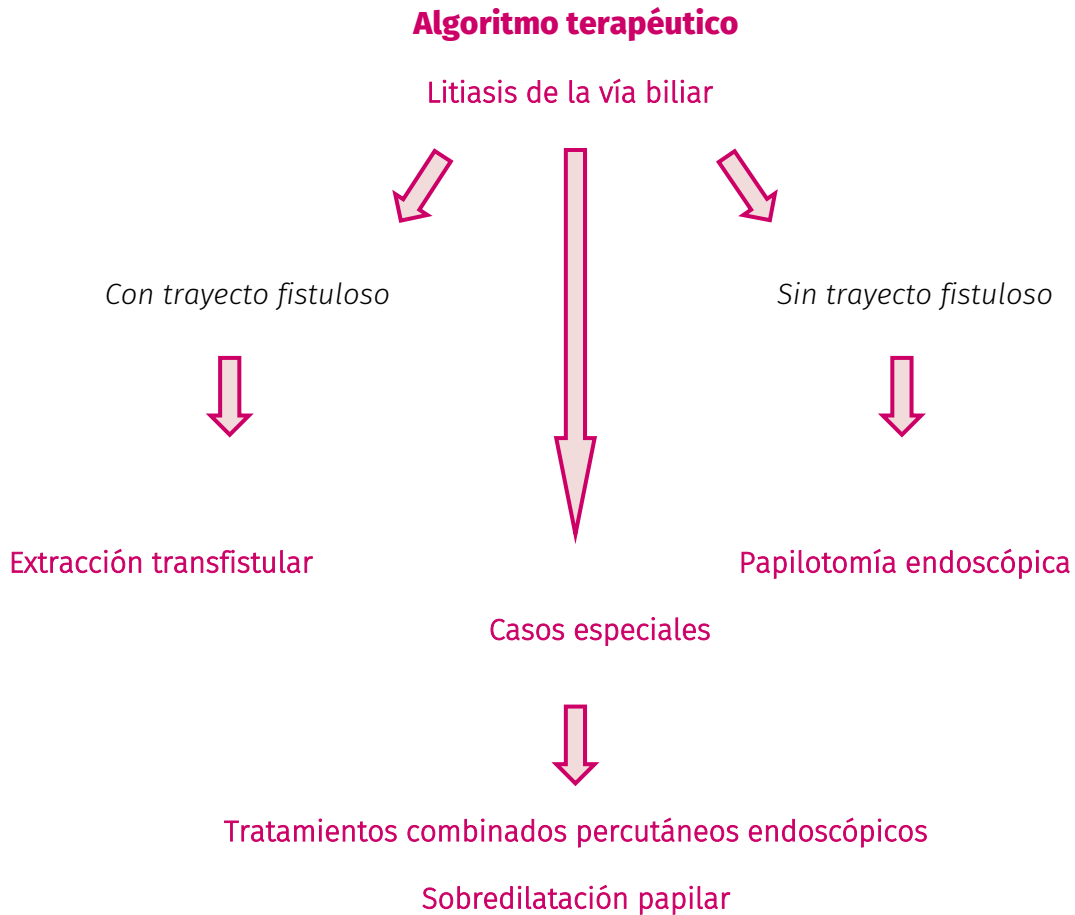 Algoritmo terapéutico
Litiasis de la vía biliar
Con trayecto fistuloso
Sin trayecto fistuloso
Extracción transfistular
Papilotomía endoscópica
Casos especiales
Tratamientos combinados percutáneos endoscópicos
Sobredilatación papilar